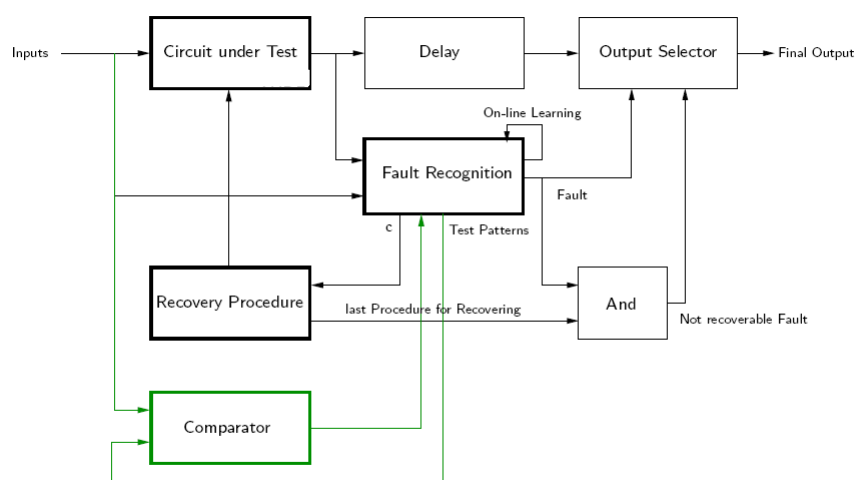 Inputs
Circuit under Test
Delay
Output Selector
Final Output
On-line Learning
Fault Recognition
Fault
c
Test Patterns
Recovery Procedure
last Procedure for Recovering
And
Not recoverable Fault
Comparator